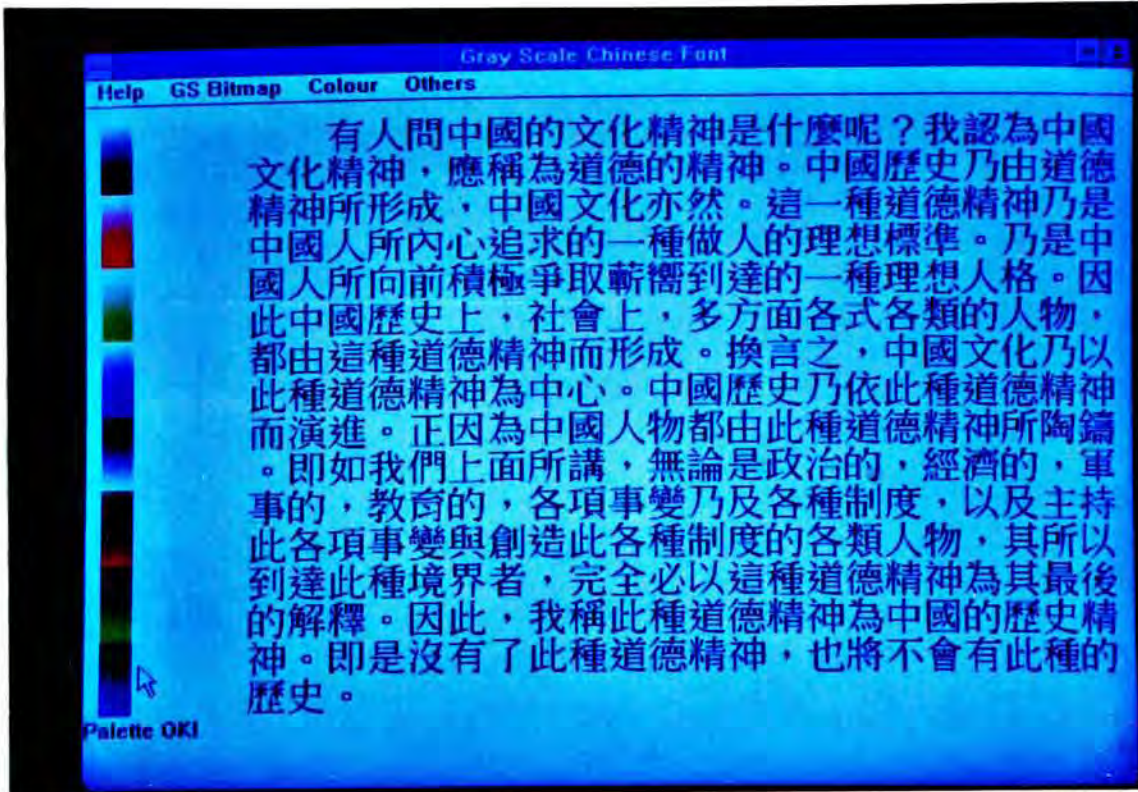 Gray Scale Chinese Font
Help GS Bitmap Colour Others
有人問中國的文化精神是什麼呢？我認為中國
文化精神，應稱為道德的精神。中國歷史乃由道德
精神所形成，中國文化亦然。這一種道德精神乃是
中國人所內心追求的一種做人的理想標準。乃是中
國人所向前積極爭取蘄嚮到達的一種理想人格。因
此中國歷史上，社會上，多方面各式各類的人物，
都由這種道德精神而形成。換言之，中國文化乃以
此種道德精神為中心。中國歷史乃依此種道德精神
而演進。正因為中國人物都由此種道德精神所陶鑄
。即如我們上面所講，無論是政治的，經濟的，軍
事的，教育的，各項事變乃及各種制度，以及主持
此各項事變與創造此各種制度的各類人物，其所以
到達此種境界者，完全必以這種道德精神為其最後
的解釋。因此，我稱此種道德精神為中國的歷史精
神。即是沒有了此種道德精神，也將不會有此種的
歷史。
Palette OK!